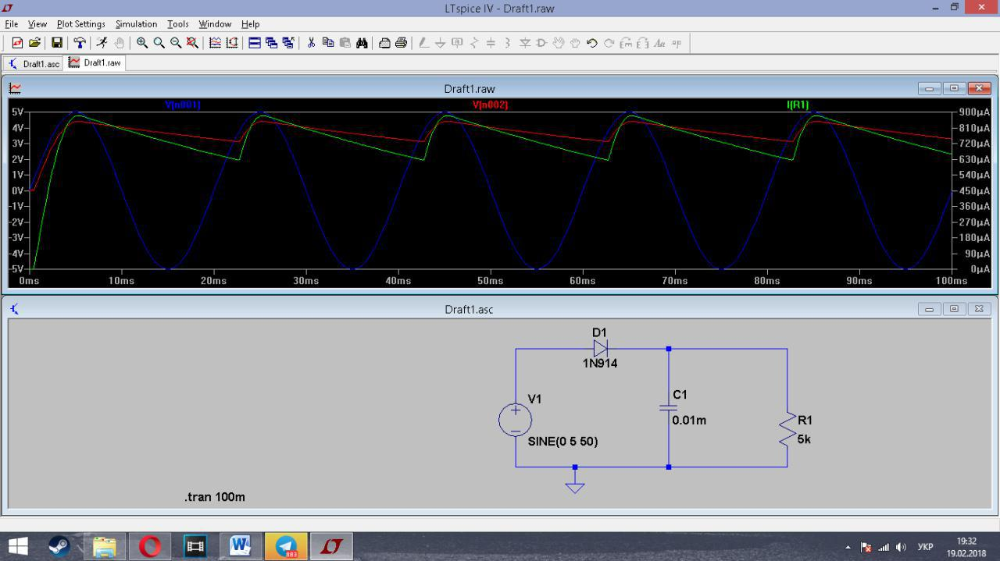 LTspice IV - Draft1.raw
File View Plot Settings Simulation Tools Window Help
Draft1.asc Draft1.raw
Draft1.raw
V(n001) V(n002) I(R1)
5V 900µA
4V 810µA
3V 720µA
2V 630µA
1V 540µA
0V 450µA
-1V 360µA
-2V 270µA
-3V 180µA
-4V 90µA
-5V 0µA
0ms 10ms 20ms 30ms 40ms 50ms 60ms 70ms 80ms 90ms 100ms
Draft1.asc
D1
1N914
V1
SINE(0 5 50)
C1
0.01m
R1
5k
.tran 100m
883
УКР
19:32
19.02.2018